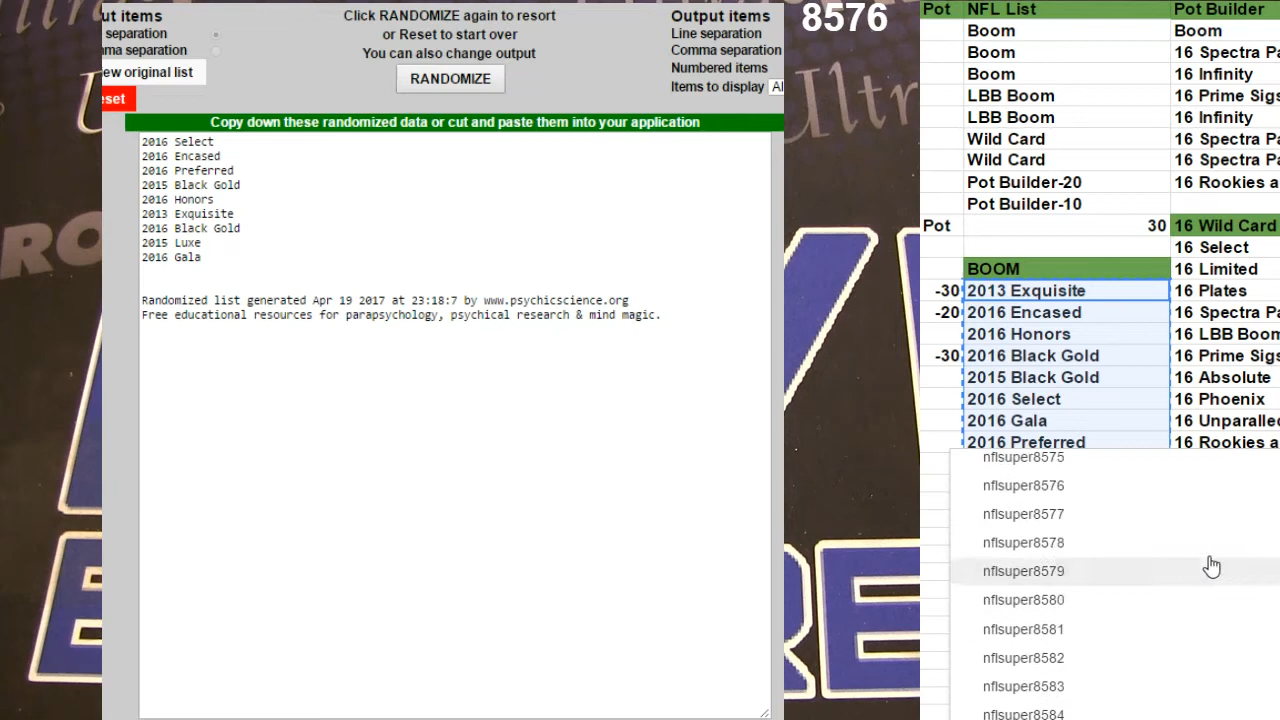 ut items
separation
mma separation
ew original list
eset
Click RANDOMIZE again to resort
or Reset to start over
You can also change output
RANDOMIZE
Output items
Line separation
Comma separation
Numbered items
Items to display Al
8576
Copy down these randomized data or cut and paste them into your application
2016 Select
2016 Encased
2016 Preferred
2015 Black Gold
2016 Honors
2013 Exquisite
2016 Black Gold
2015 Luxe
2016 Gala
Randomized list generated Apr 19 2017 at 23:18:7 by www.psychicscience.org
Free educational resources for parapsychology, psychical research & mind magic.
Pot NFL List Pot Builder
Boom Boom
Boom 16 Spectra Pa
Boom 16 Infinity
LBB Boom 16 Prime Sigs
LBB Boom 16 Infinity
Wild Card 16 Spectra Pa
Wild Card 16 Spectra Pa
Pot Builder-20 16 Rookies a
Pot Builder-10
Pot 30 16 Wild Card
16 Select
BOOM 16 Limited
-30 2013 Exquisite 16 Plates
-20 2016 Encased 16 Spectra Pa
2016 Honors 16 LBB Boom
-30 2016 Black Gold 16 Prime Sigs
2015 Black Gold 16 Absolute
2016 Select 16 Phoenix
2016 Gala 16 Unparalled
2016 Preferred 16 Rookies a
nflsuper8575
nflsuper8576
nflsuper8577
nflsuper8578
nflsuper8579
nflsuper8580
nflsuper8581
nflsuper8582
nflsuper8583
nflsuper8584